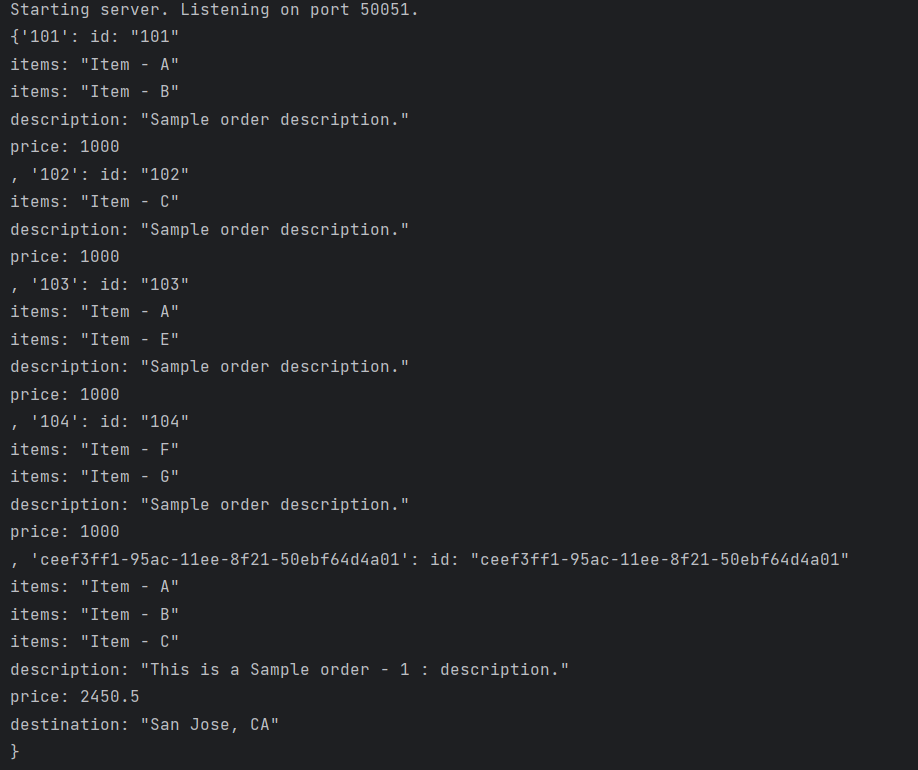 Starting server. Listening on port 50051.
{'101': id: "101"
items: "Item - A"
items: "Item - B"
description: "Sample order description."
price: 1000
, '102': id: "102"
items: "Item - C"
description: "Sample order description."
price: 1000
, '103': id: "103"
items: "Item - A"
items: "Item - E"
description: "Sample order description."
price: 1000
, '104': id: "104"
items: "Item - F"
items: "Item - G"
description: "Sample order description."
price: 1000
, 'ceef3ff1-95ac-11ee-8f21-50ebf64d4a01': id: "ceef3ff1-95ac-11ee-8f21-50ebf64d4a01"
items: "Item - A"
items: "Item - B"
items: "Item - C"
description: "This is a Sample order - 1 : description."
price: 2450.5
destination: "San Jose, CA"
}